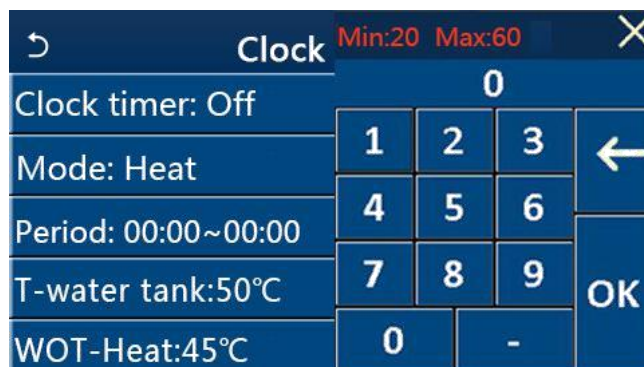 Clock
Clock timer: Off
Mode: Heat
Period: 00:00~00:00
T-water tank:50℃
WOT-Heat:45℃
Min:20 Max:60
0
1 2 3
4 5 6
7 8 9
OK
0 -